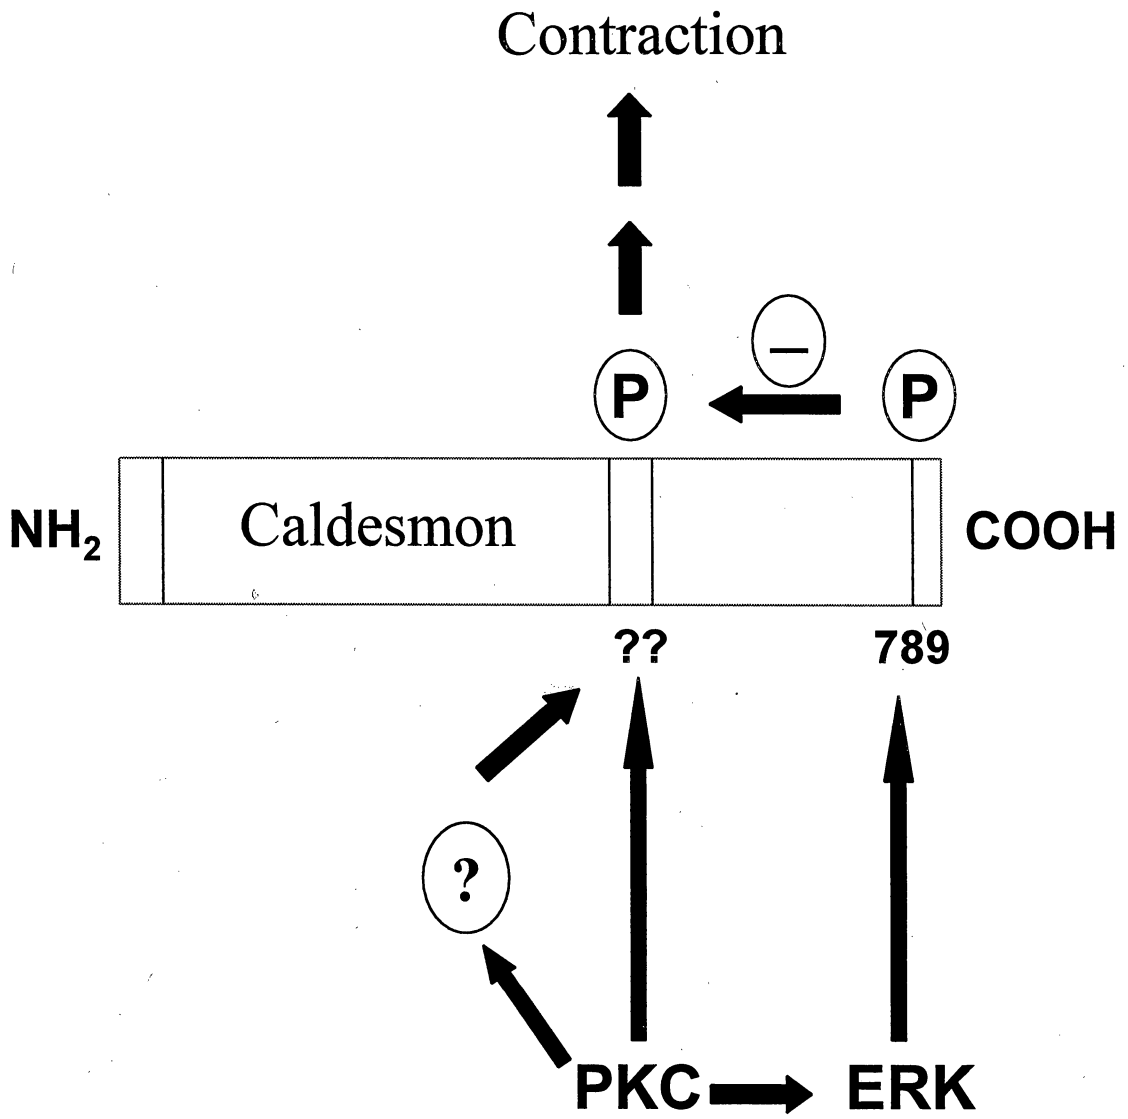 Contraction
–
P P
NH₂ Caldesmon COOH
?? 789
?
PKC ERK